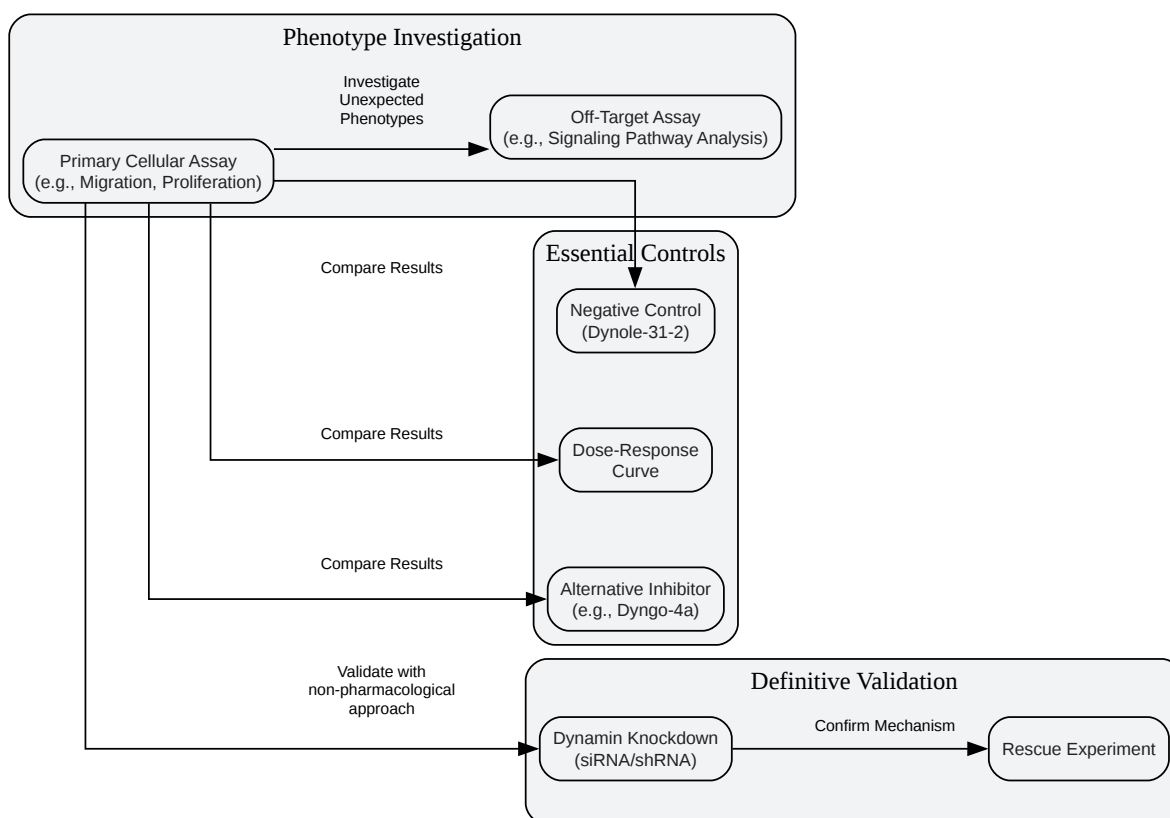 Phenotype Investigation
Investigate
Unexpected
Phenotypes
Off-Target Assay
(e.g., Signaling Pathway Analysis)
Primary Cellular Assay
(e.g., Migration, Proliferation)
Essential Controls
Compare Results
Negative Control
(Dynole-31-2)
Compare Results
Dose-Response
Curve
Compare Results
Alternative Inhibitor
(e.g., Dyngo-4a)
Validate with
non-pharmacological
approach
Definitive Validation
Dynamin Knockdown
(siRNA/shRNA)
Confirm Mechanism
Rescue Experiment